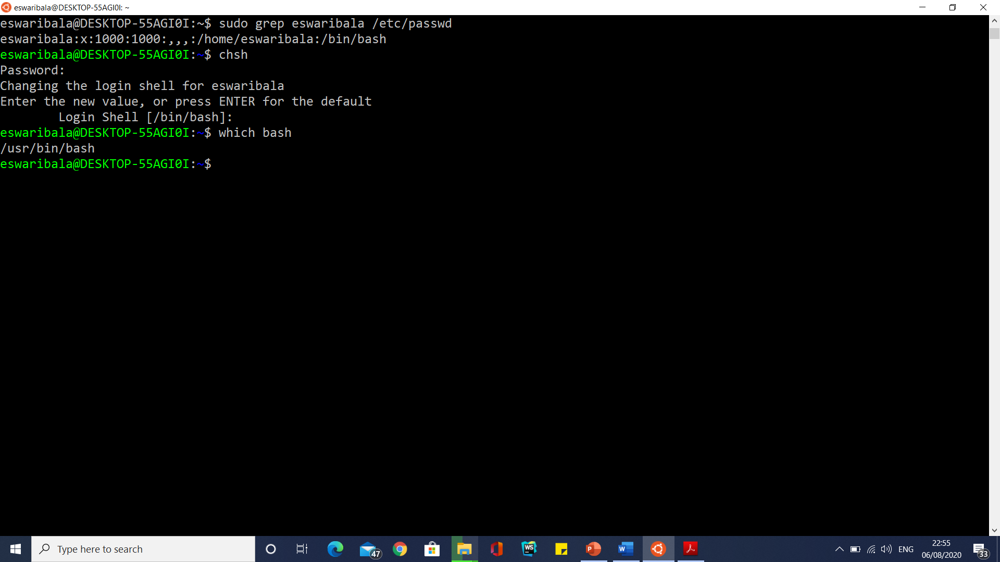 eswaribala@DESKTOP-55AGI0I: ~
eswaribala@DESKTOP-55AGI0I:~$ sudo grep eswaribala /etc/passwd
eswaribala:x:1000:1000:,,,:/home/eswaribala:/bin/bash
eswaribala@DESKTOP-55AGI0I:~$ chsh
Password:
Changing the login shell for eswaribala
Enter the new value, or press ENTER for the default
        Login Shell [/bin/bash]:
eswaribala@DESKTOP-55AGI0I:~$ which bash
/usr/bin/bash
eswaribala@DESKTOP-55AGI0I:~$
Type here to search
47
WS
P
W
ENG
22:55
06/08/2020
33